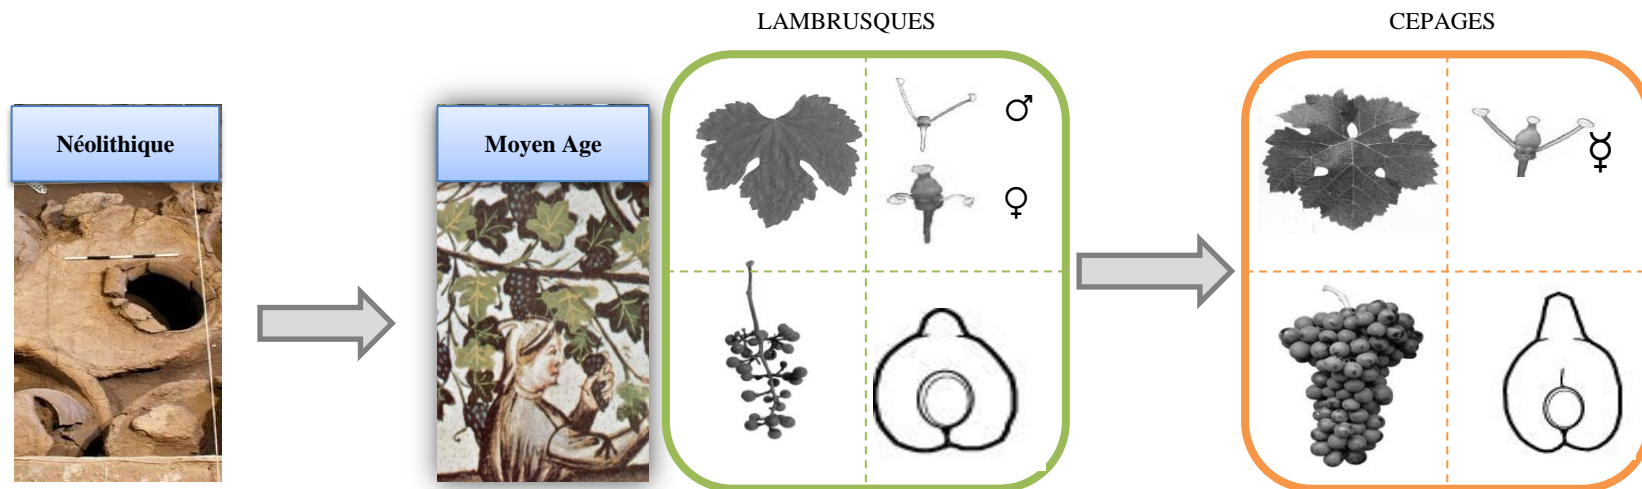 LAMBRUSQUES
CEPAGES
Néolithique
Moyen Age
♂
♀
☿